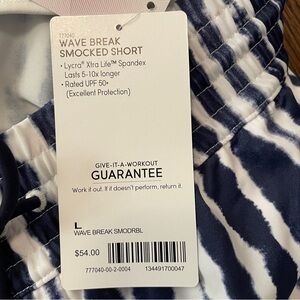 777040
WAVE BREAK
SMOCKED SHORT
• Lycra® Xtra Life™ Spandex
Lasts 5-10x longer
• Rated UPF 50+
(Excellent Protection)
GIVE-IT-A-WORKOUT
GUARANTEE
Work it out. If it doesn't perform, return it.
L
WAVE BREAK SMODRBL
$54.00
777040-00-2-0004
134491700047